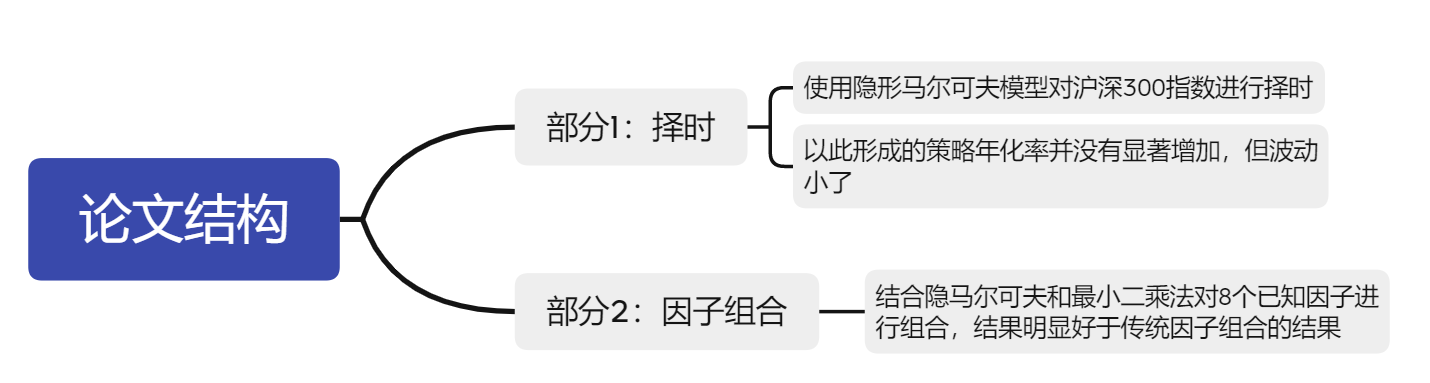 论文结构
部分1：择时
使用隐形马尔可夫模型对沪深300指数进行择时
以此形成的策略年化率并没有显著增加，但波动
小了
部分2：因子组合
结合隐马尔可夫和最小二乘法对8个已知因子进
行组合，结果明显好于传统因子组合的结果